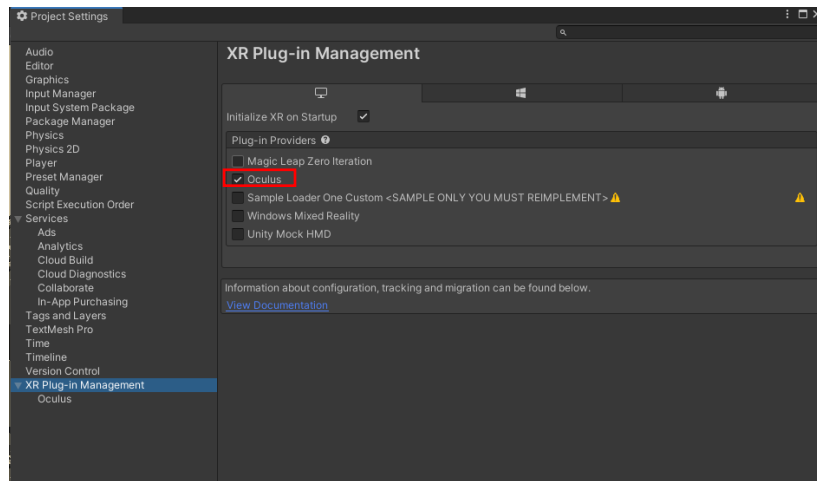 Project Settings
XR Plug-in Management
Audio
Editor
Graphics
Input Manager
Input System Package
Package Manager
Physics
Physics 2D
Player
Preset Manager
Quality
Script Execution Order
Services
Ads
Analytics
Cloud Build
Cloud Diagnostics
Collaborate
In-App Purchasing
Tags and Layers
TextMesh Pro
Time
Timeline
Version Control
XR Plug-in Management
Oculus
Initialize XR on Startup
Plug-in Providers
Magic Leap Zero Iteration
Oculus
Sample Loader One Custom <SAMPLE ONLY YOU MUST REIMPLEMENT>
Windows Mixed Reality
Unity Mock HMD
Information about configuration, tracking and migration can be found below.
View Documentation